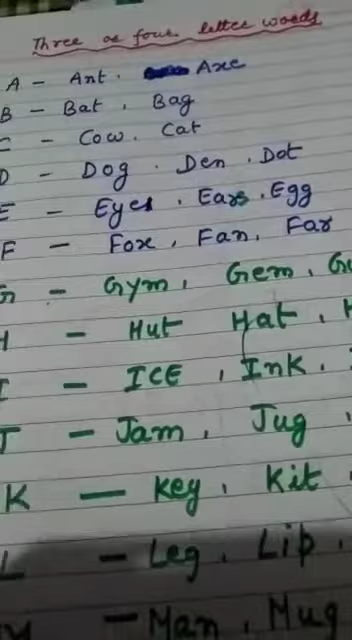 Three or four letter words
A - Ant. Axe
B - Bat, Bag
C - Cow. Cat
D - Dog. Den. Dot
E - Eyes. Ears. Egg
F - Fox, Fan, Far
G - Gym, Gem,
H - Hut Hat,
I - ICE, Ink.
J - Jam, Jug
K - Key, Kit
L - Leg, Lip,
M - Man, Mug